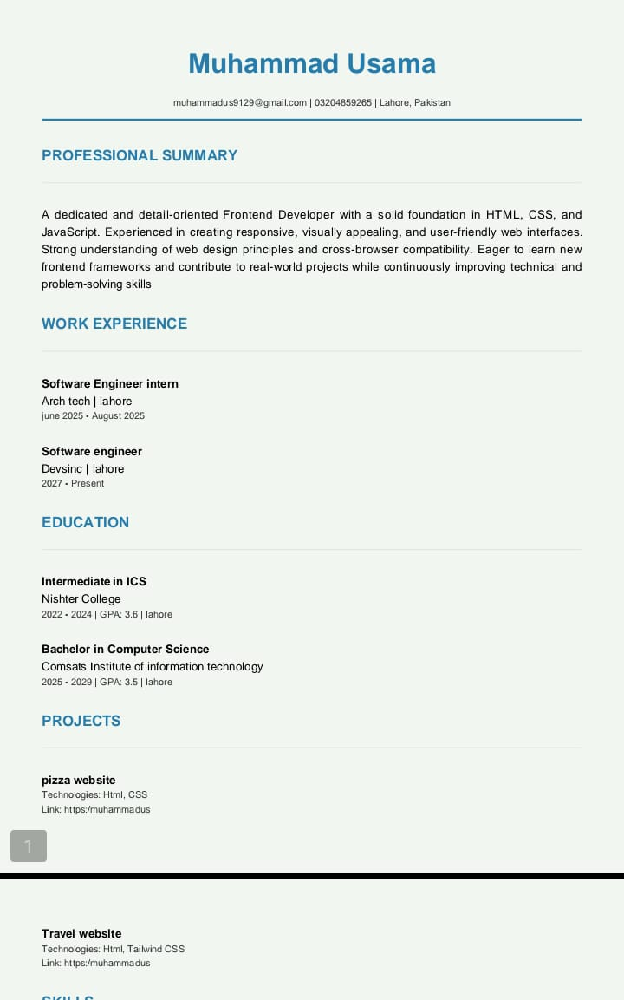 Muhammad Usama
muhammadus9129@gmail.com | 03204859265 | Lahore, Pakistan
PROFESSIONAL SUMMARY
A dedicated and detail-oriented Frontend Developer with a solid foundation in HTML, CSS, and
JavaScript. Experienced in creating responsive, visually appealing, and user-friendly web interfaces.
Strong understanding of web design principles and cross-browser compatibility. Eager to learn new
frontend frameworks and contribute to real-world projects while continuously improving technical and
problem-solving skills
WORK EXPERIENCE
Software Engineer intern
Arch tech | lahore
june 2025 • August 2025
Software engineer
Devsinc | lahore
2027 • Present
EDUCATION
Intermediate in ICS
Nishter College
2022 • 2024 | GPA: 3.6 | lahore
Bachelor in Computer Science
Comsats Institute of information technology
2025 • 2029 | GPA: 3.5 | lahore
PROJECTS
pizza website
Technologies: Html, CSS
Link: https:/muhammadus
1
Travel website
Technologies: Html, Tailwind CSS
Link: https:/muhammadus
SKILLS